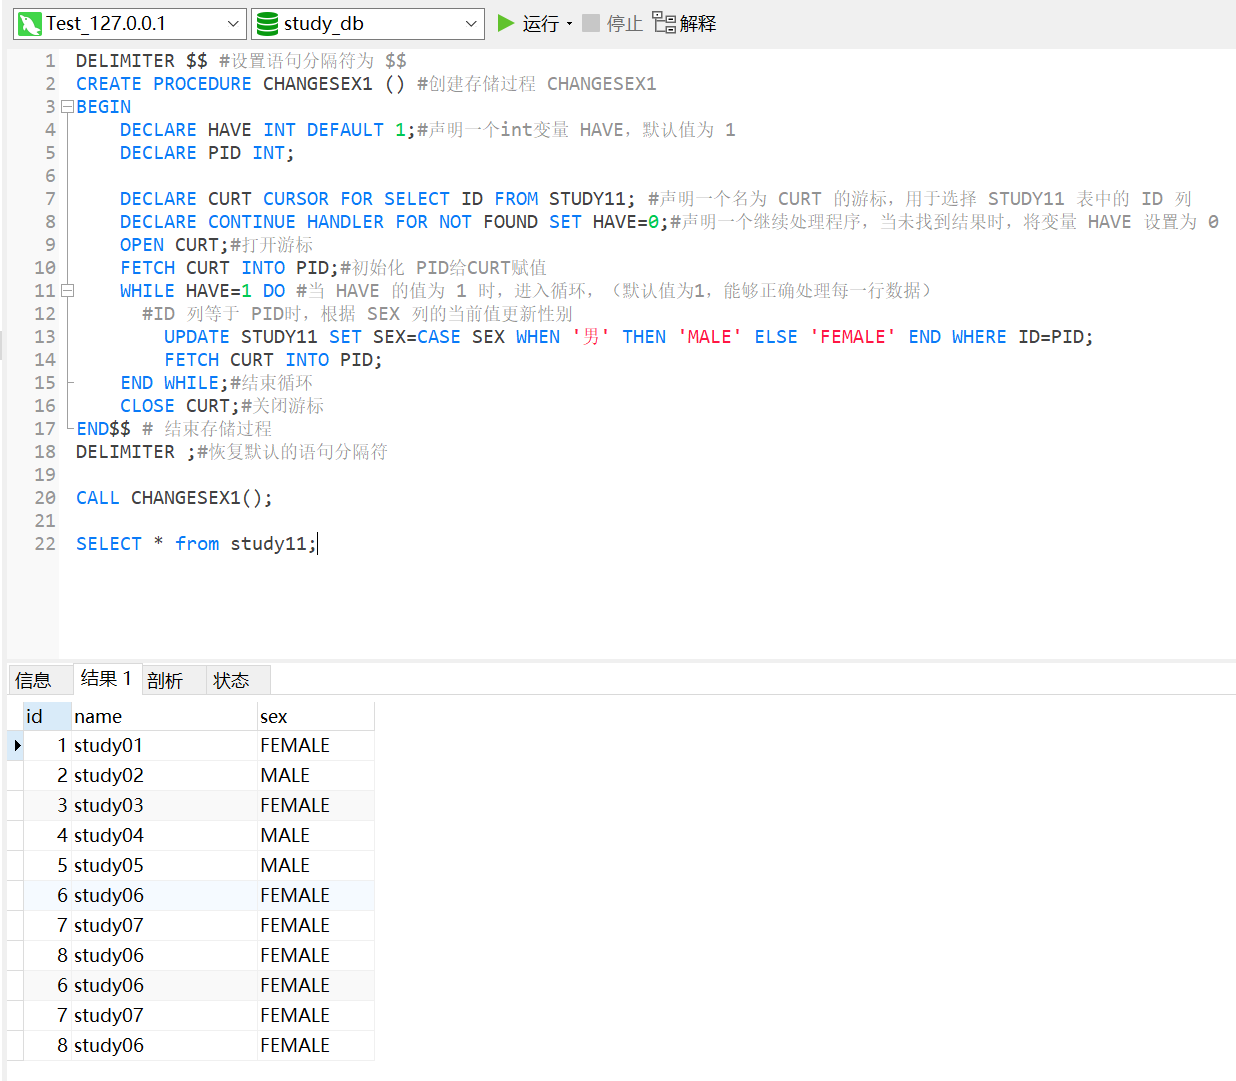 Test_127.0.0.1 study_db 运行 停止 解释
1 DELIMITER $$ #设置语句分隔符为 $$
2 CREATE PROCEDURE CHANGESEX1 () #创建存储过程 CHANGESEX1
3 BEGIN
4 DECLARE HAVE INT DEFAULT 1;#声明一个int变量 HAVE，默认值为 1
5 DECLARE PID INT;
6
7 DECLARE CURT CURSOR FOR SELECT ID FROM STUDY11; #声明一个名为 CURT 的游标，用于选择 STUDY11 表中的 ID 列
8 DECLARE CONTINUE HANDLER FOR NOT FOUND SET HAVE=0;#声明一个继续处理程序，当未找到结果时，将变量 HAVE 设置为 0
9 OPEN CURT;#打开游标
10 FETCH CURT INTO PID;#初始化 PID给CURT赋值
11 WHILE HAVE=1 DO #当 HAVE 的值为 1 时，进入循环，（默认值为1，能够正确处理每一行数据）
12 #ID 列等于 PID时，根据 SEX 列的当前值更新性别
13 UPDATE STUDY11 SET SEX=CASE SEX WHEN '男' THEN 'MALE' ELSE 'FEMALE' END WHERE ID=PID;
14 FETCH CURT INTO PID;
15 END WHILE;#结束循环
16 CLOSE CURT;#关闭游标
17 END$$ # 结束存储过程
18 DELIMITER ;#恢复默认的语句分隔符
19
20 CALL CHANGESEX1();
21
22 SELECT * from study11;
信息 结果 1 剖析 状态
id name sex
1 study01 FEMALE
2 study02 MALE
3 study03 FEMALE
4 study04 MALE
5 study05 MALE
6 study06 FEMALE
7 study07 FEMALE
8 study06 FEMALE
6 study06 FEMALE
7 study07 FEMALE
8 study06 FEMALE